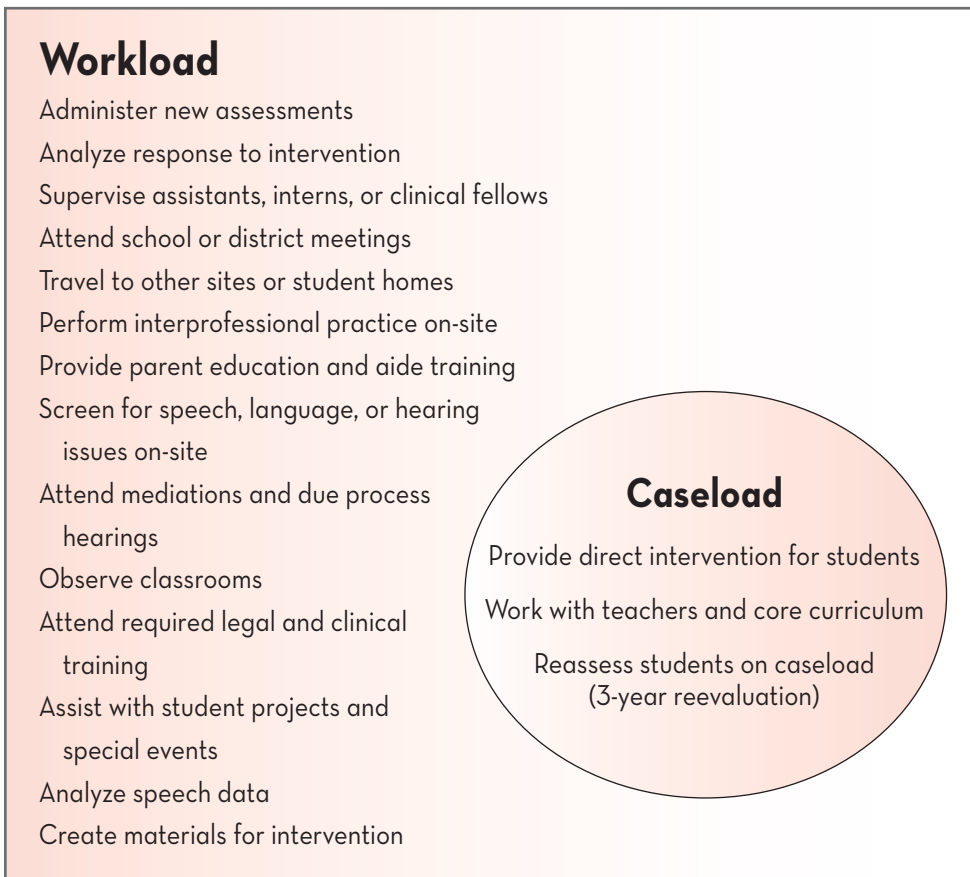 Workload
Administer new assessments
Analyze response to intervention
Supervise assistants, interns, or clinical fellows
Attend school or district meetings
Travel to other sites or student homes
Perform interprofessional practice on-site
Provide parent education and aide training
Screen for speech, language, or hearing
issues on-site
Attend mediations and due process
hearings
Observe classrooms
Attend required legal and clinical
training
Assist with student projects and
special events
Analyze speech data
Create materials for intervention
Caseload
Provide direct intervention for students
Work with teachers and core curriculum
Reassess students on caseload
(3-year reevaluation)